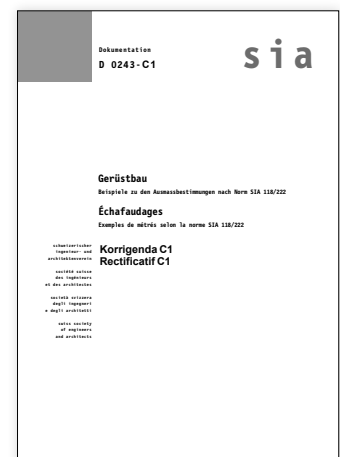 Dokumentation
D 0243-C1
sia
Gerüstbau
Beispiele zu den Ausmassbestimmungen nach Norm SIA 118/222
Échafaudages
Exemples de métrés selon la norme SIA 118/222
Korrigenda C1
Rectificatif C1
schweizerischer
ingenieur- und
architektenverein
société suisse
des ingénieurs
et des architectes
società svizzera
degli ingegneri
e degli architetti
swiss society
of engineers
and architects